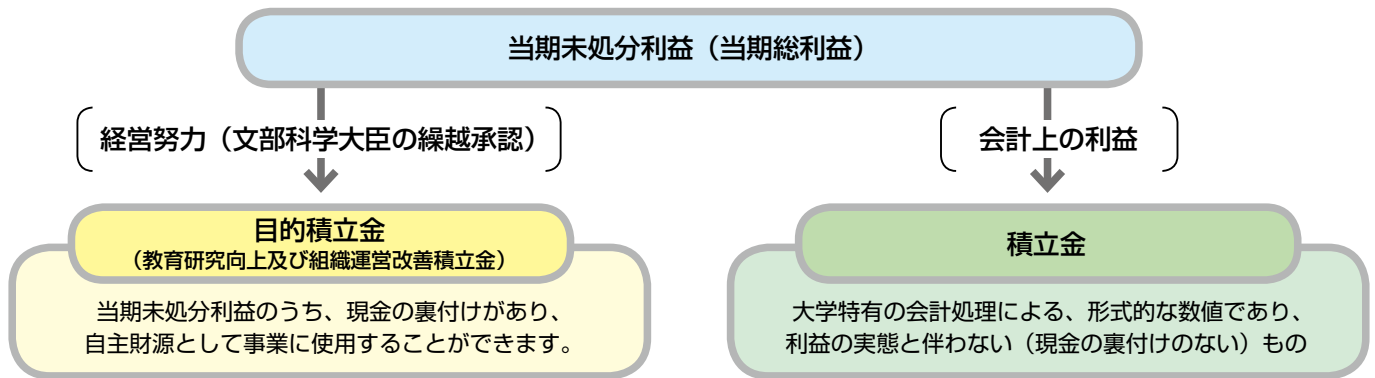 当期未処分利益（当期総利益）
経営努力（文部科学大臣の繰越承認）
会計上の利益
目的積立金
（教育研究向上及び組織運営改善積立金）
当期未処分利益のうち、現金の裏付けがあり、
自主財源として事業に使用することができます。
積立金
大学特有の会計処理による、形式的な数値であり、
利益の実態と伴わない（現金の裏付けのない）もの